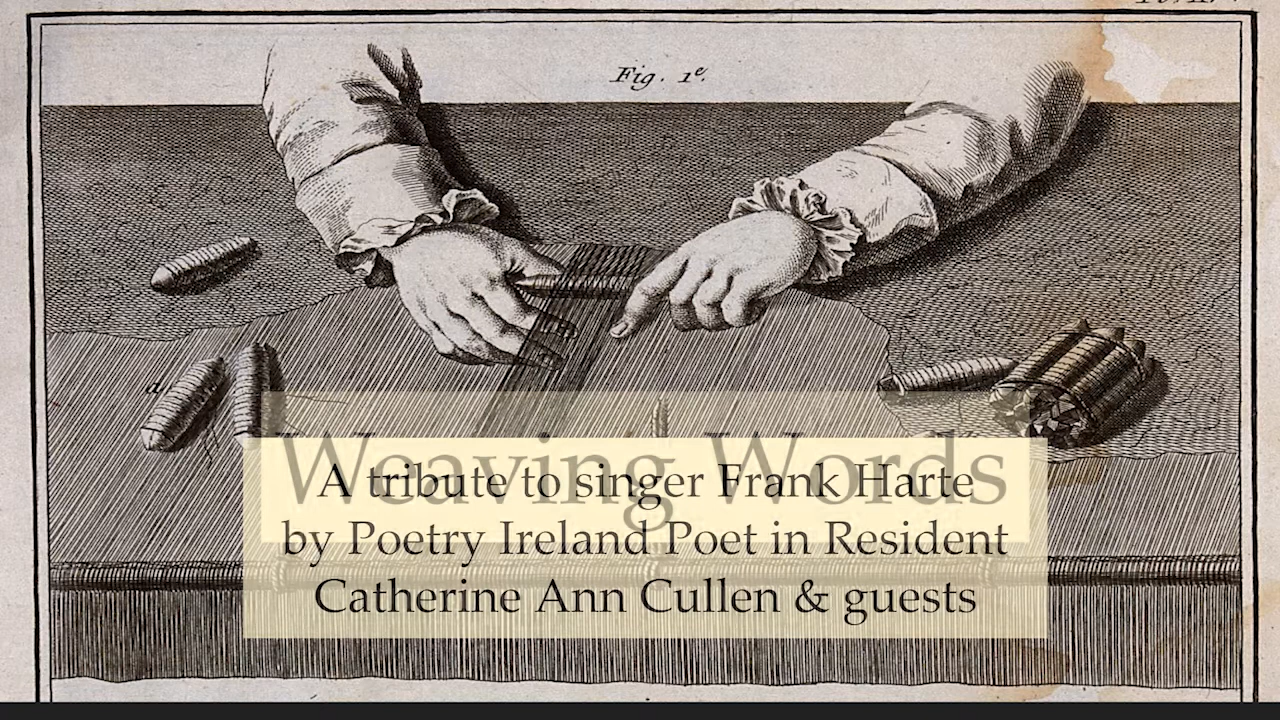 Fig. 1e.
a
Weaving Words
A tribute to singer Frank Harte
by Poetry Ireland Poet in Resident
Catherine Ann Cullen & guests